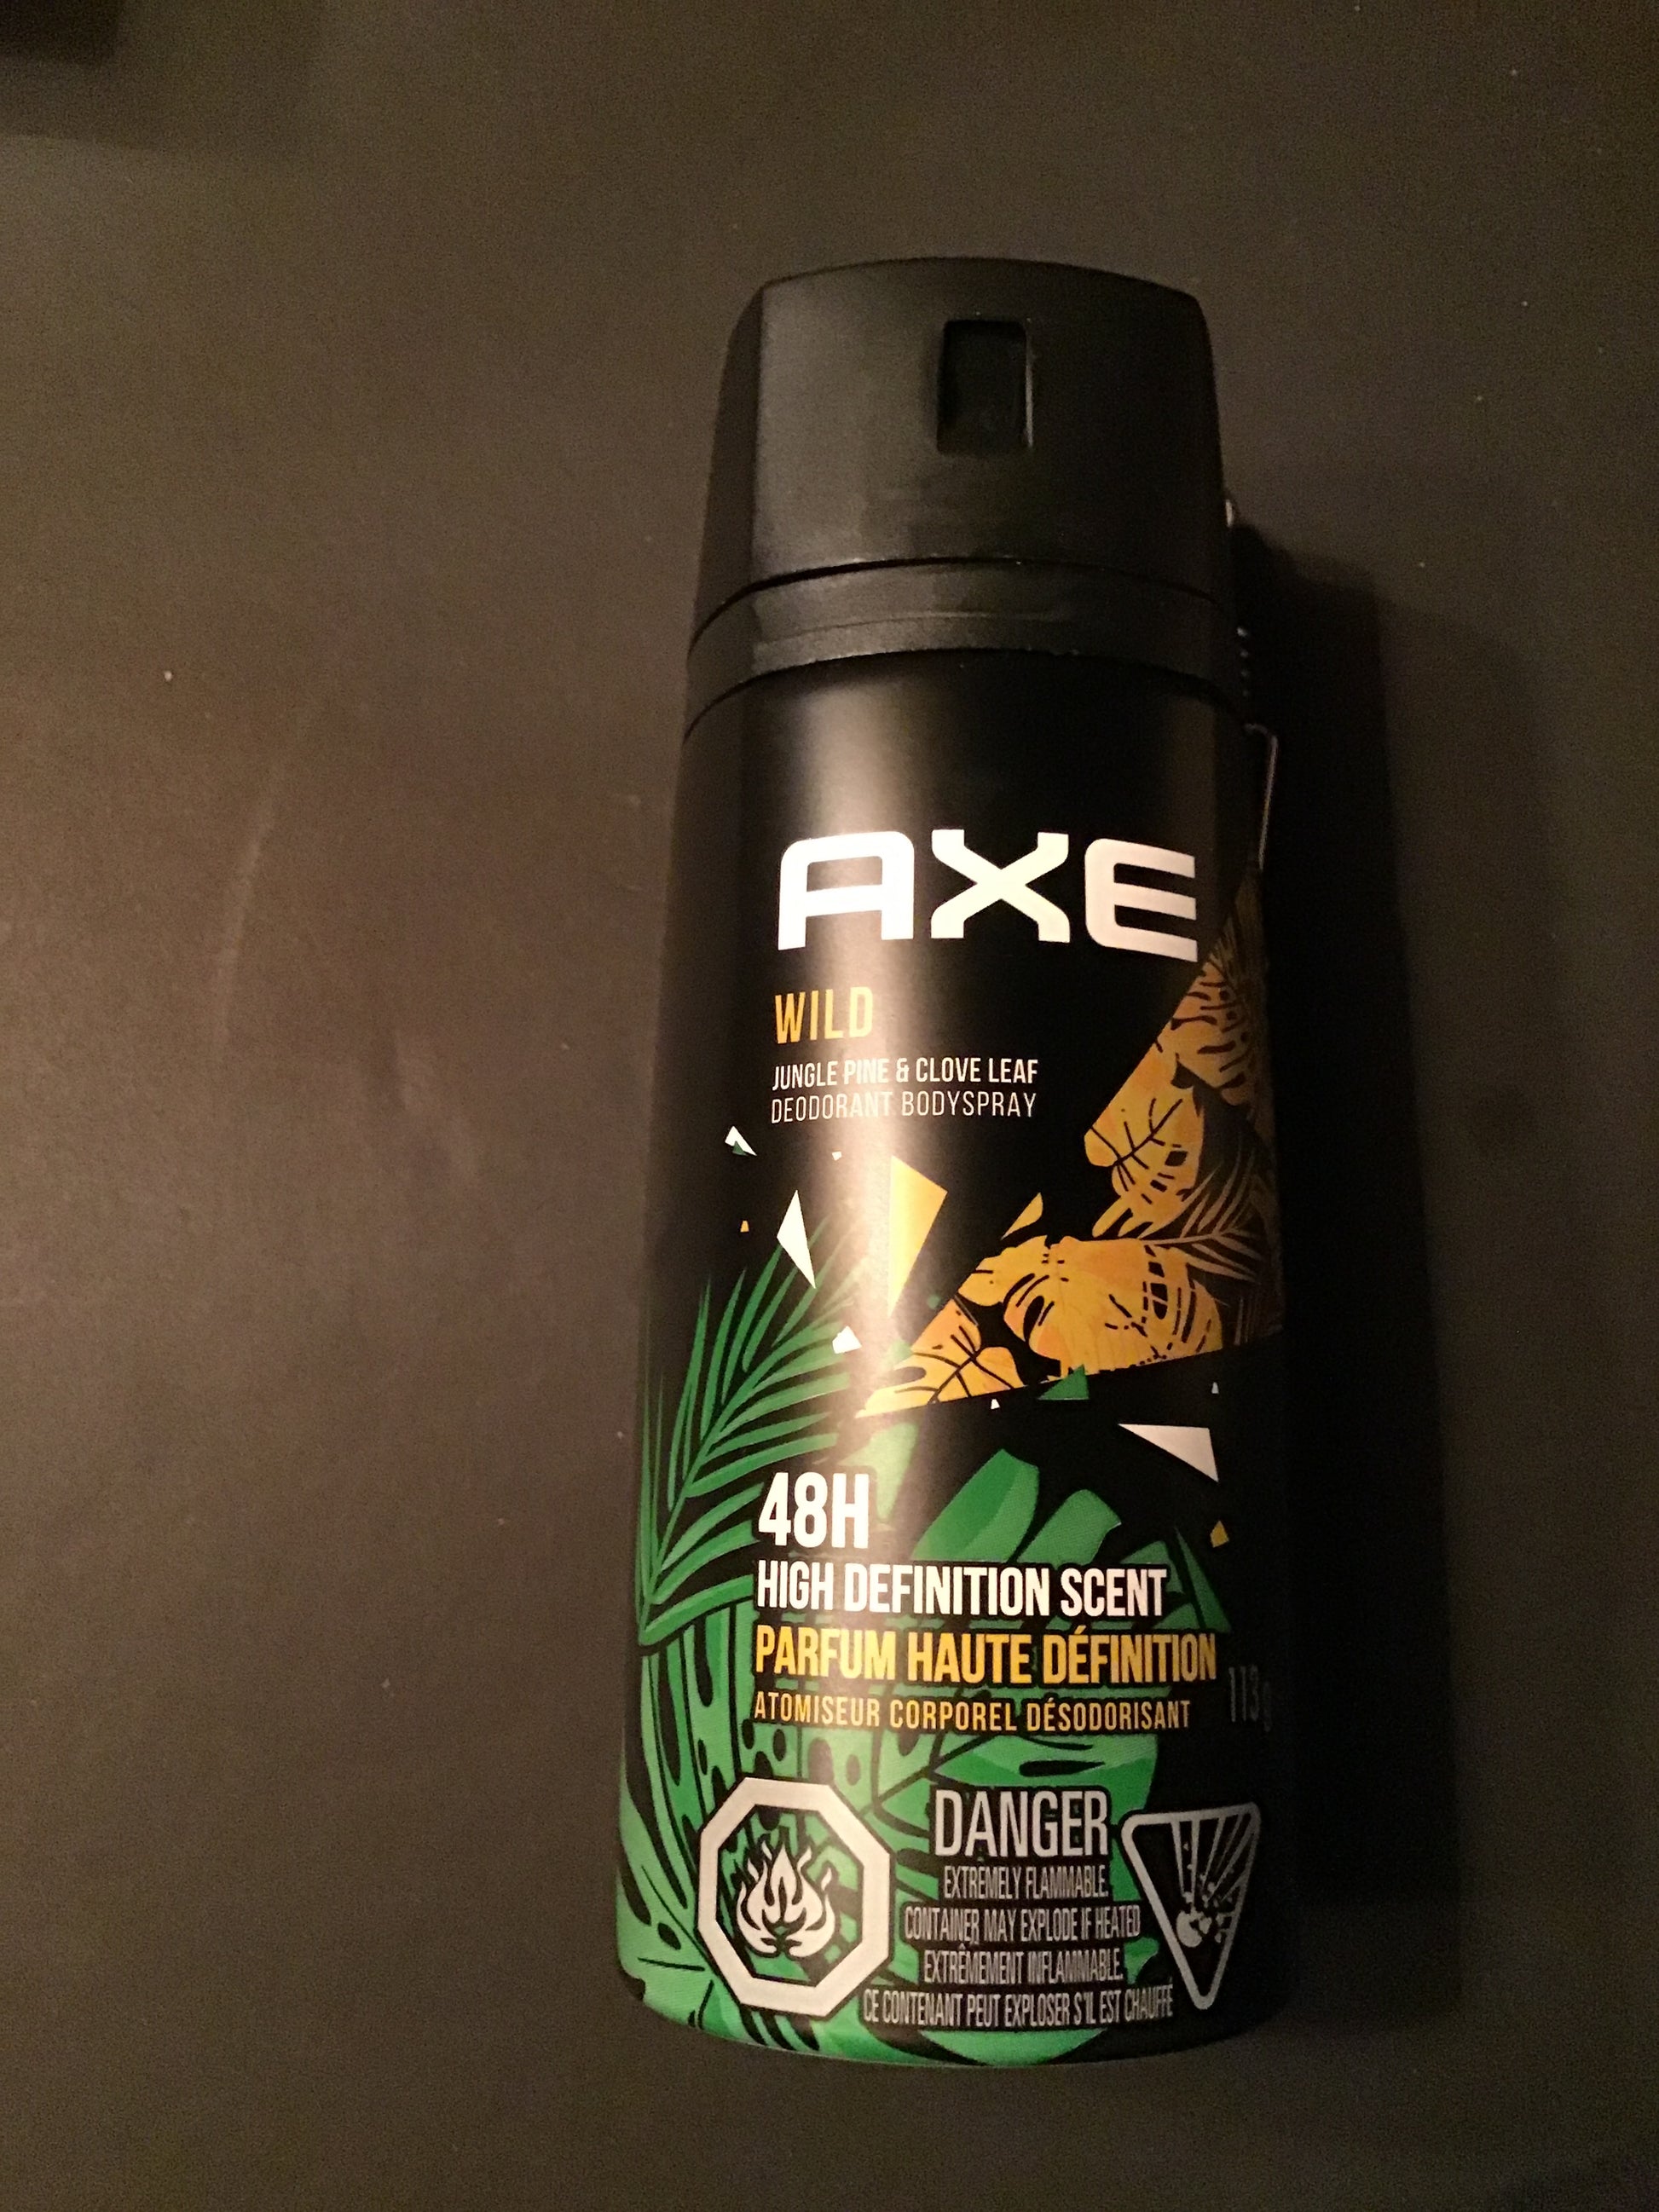 AXE
WILD
JUNGLE PINE & CLOVE LEAF
DEODORANT BODYSPRAY
48H
HIGH DEFINITION SCENT
PARFUM HAUTE DÉFINITION
ATOMISEUR CORPOREL DÉSODORISANT
113g
DANGER
EXTREMELY FLAMMABLE.
CONTAINER MAY EXPLODE IF HEATED
EXTRÊMEMENT INFLAMMABLE.
CE CONTENANT PEUT EXPLOSER S'IL EST CHAUFFÉ